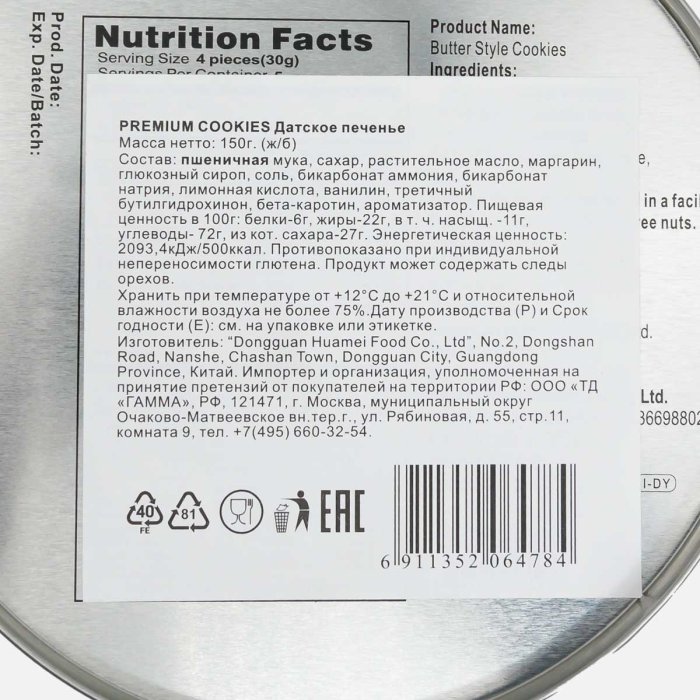 Prod. Date:
Exp. Date/Batch:
Nutrition Facts
Serving Size 4 pieces(30g)
Servings Per Container 5
Product Name:
Butter Style Cookies
Ingredients:
PREMIUM COOKIES Датское печенье
Масса нетто: 150г. (ж/б)
Состав: пшеничная мука, сахар, растительное масло, маргарин,
глюкозный сироп, соль, бикарбонат аммония, бикарбонат
натрия, лимонная кислота, ванилин, третичный
бутилгидрохинон, бета-каротин, ароматизатор. Пищевая
ценность в 100г: белки-6г, жиры-22г, в т. ч. насыщ. -11г,
углеводы- 72г, из кот. сахара-27г. Энергетическая ценность:
2093,4кДж/500ккал. Противопоказано при индивидуальной
непереносимости глютена. Продукт может содержать следы
орехов.
Хранить при температуре от +12°С до +21°С и относительной
влажности воздуха не более 75%.Дату производства (P) и Срок
годности (E): см. на упаковке или этикетке.
Изготовитель: “Dongguan Huamei Food Co., Ltd”, No.2, Dongshan
Road, Nanshe, Chashan Town, Dongguan City, Guangdong
Province, Китай. Импортер и организация, уполномоченная на
принятие претензий от покупателей на территории РФ: ООО «ТД
«ГАММА», РФ, 121471, г. Москва, муниципальный округ
Очаково-Матвеевское вн.тер.г., ул. Рябиновая, д. 55, стр.11,
комната 9, тел. +7(495) 660-32-54.
in a facil
ee nuts.
d.
Ltd.
36698802
I-DY
40
FE
81
EAC
6 911352 064784